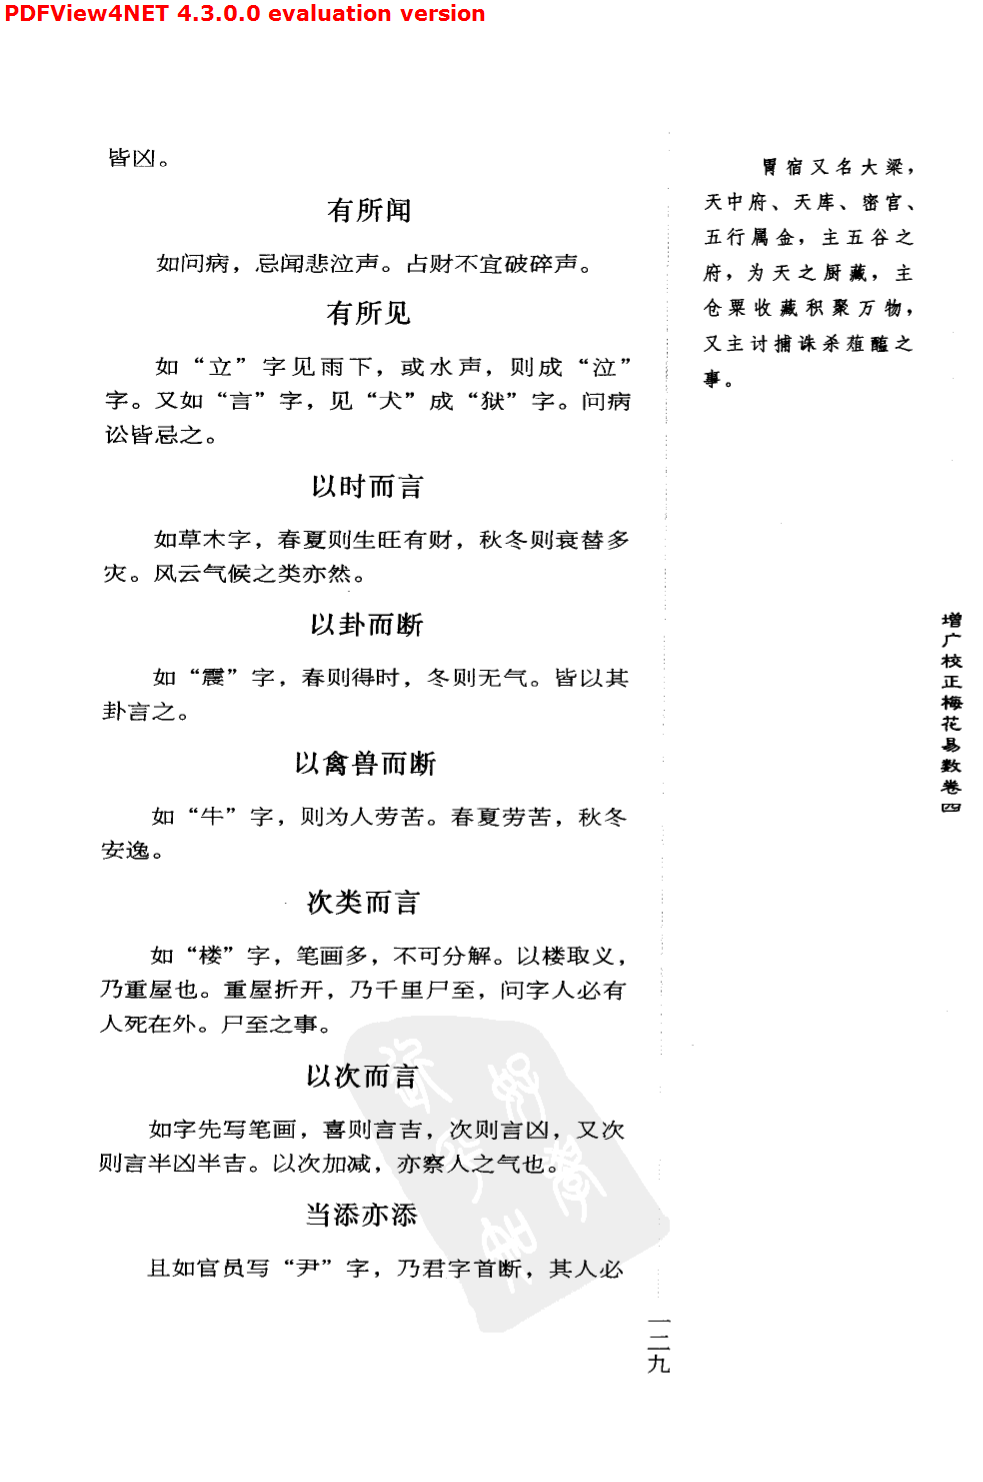 PDFView4NET 4.3.0.0 evaluation version
皆凶。
有所闻
如问病，忌闻悲泣声。占财不宜破碎声。
有所见
如“立”字见雨下，或水声，则成“泣”
字。又如“言”字，见“犬”成“狱”字。问病
讼皆忌之。
以时而言
如草木字，春夏则生旺有财，秋冬则衰替多
灾。风云气候之类亦然。
以卦而断
如“震”字，春则得时，冬则无气。皆以其
卦言之。
以禽兽而断
如“牛”字，则为人劳苦。春夏劳苦，秋冬
安逸。
次类而言
如“楼”字，笔画多，不可分解。以楼取义，
乃重屋也。重屋折开，乃千里尸至，问字人必有
人死在外。尸至之事。
以次而言
如字先写笔画，喜则言吉，次则言凶，又次
则言半凶半吉。以次加减，亦察人之气也。
当添亦添
且如官员写“尹”字，乃君字首断，其人必
胃宿又名大梁，
天中府、天库、密宫、
五行属金，主五谷之
府，为天之厨藏，主
仓粟收藏积聚万物，
又主讨捕诛杀菹醢之
事。
增广校正梅花易数卷四
一二九